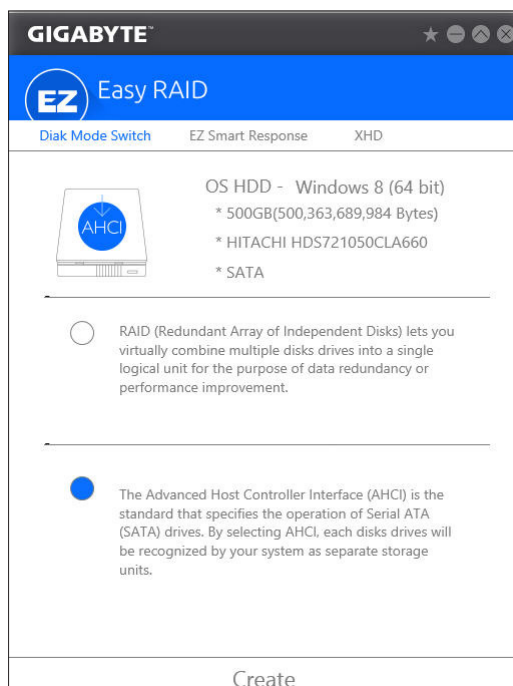 GIGABYTE™
EZ Easy RAID
Diak Mode Switch EZ Smart Response XHD
OS HDD - Windows 8 (64 bit)
* 500GB(500,363,689,984 Bytes)
AHCI
* HITACHI HDS721050CLA660
* SATA
RAID (Redundant Array of Independent Disks) lets you
virtually combine multiple disks drives into a single
logical unit for the purpose of data redundancy or
performance improvement.
The Advanced Host Controller Interface (AHCI) is the
standard that specifies the operation of Serial ATA
(SATA) drives. By selecting AHCI, each disks drives will
be recognized by your system as separate storage
units.
Create